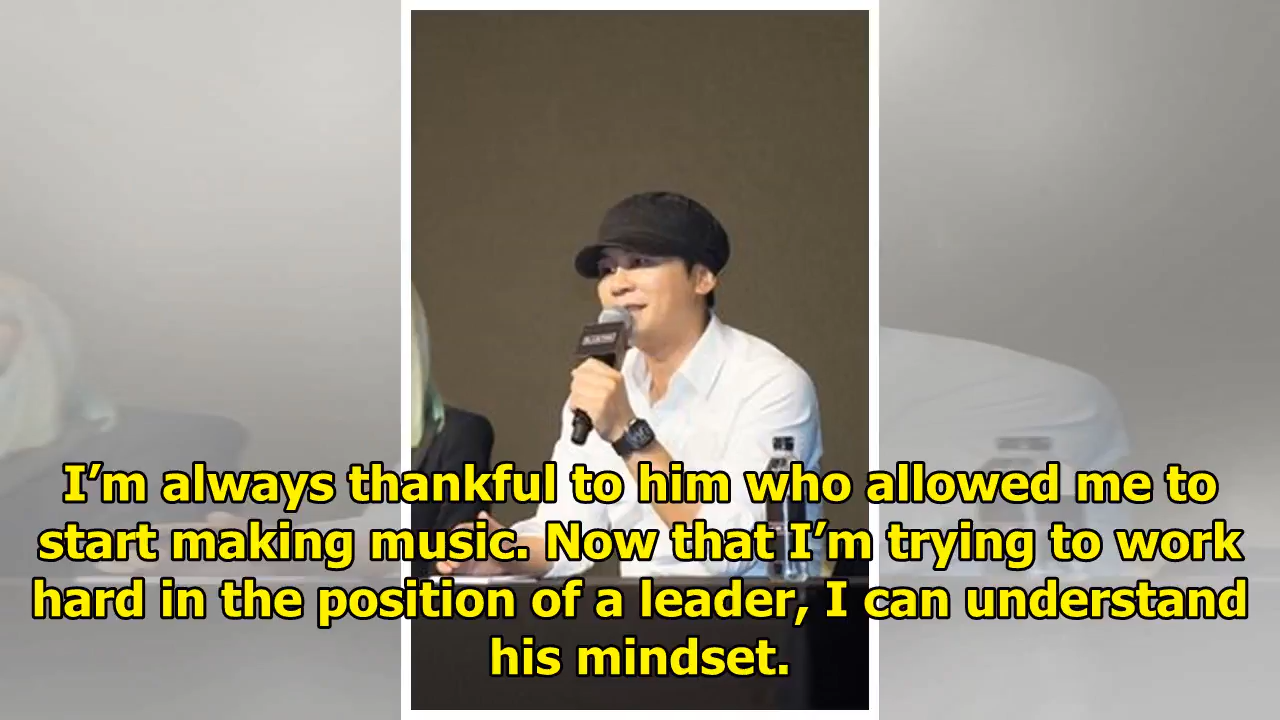 I’m always thankful to him who allowed me to
start making music. Now that I’m trying to work
hard in the position of a leader, I can understand
his mindset.